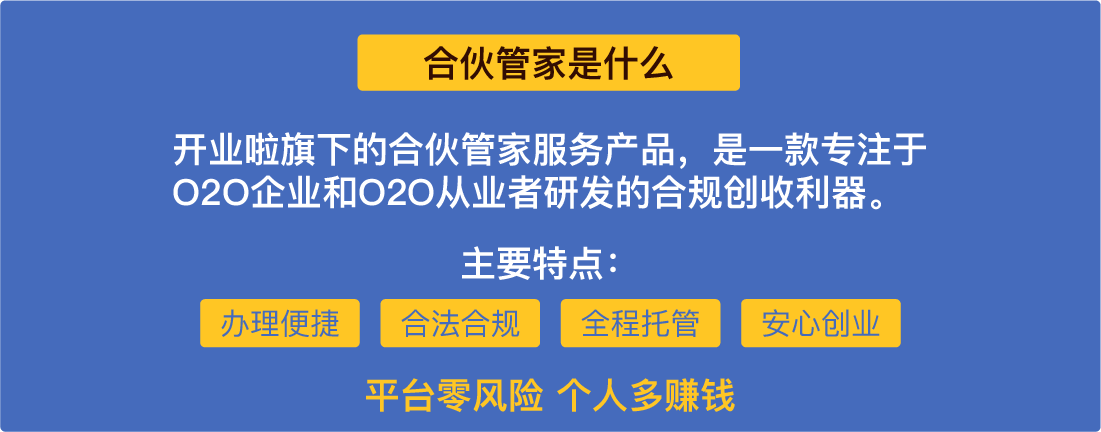 合伙管家是什么
开业啦旗下的合伙管家服务产品，是一款专注于
O2O企业和O2O从业者研发的合规创收利器。
主要特点：
办理便捷 合法合规 全程托管 安心创业
平台零风险 个人多赚钱